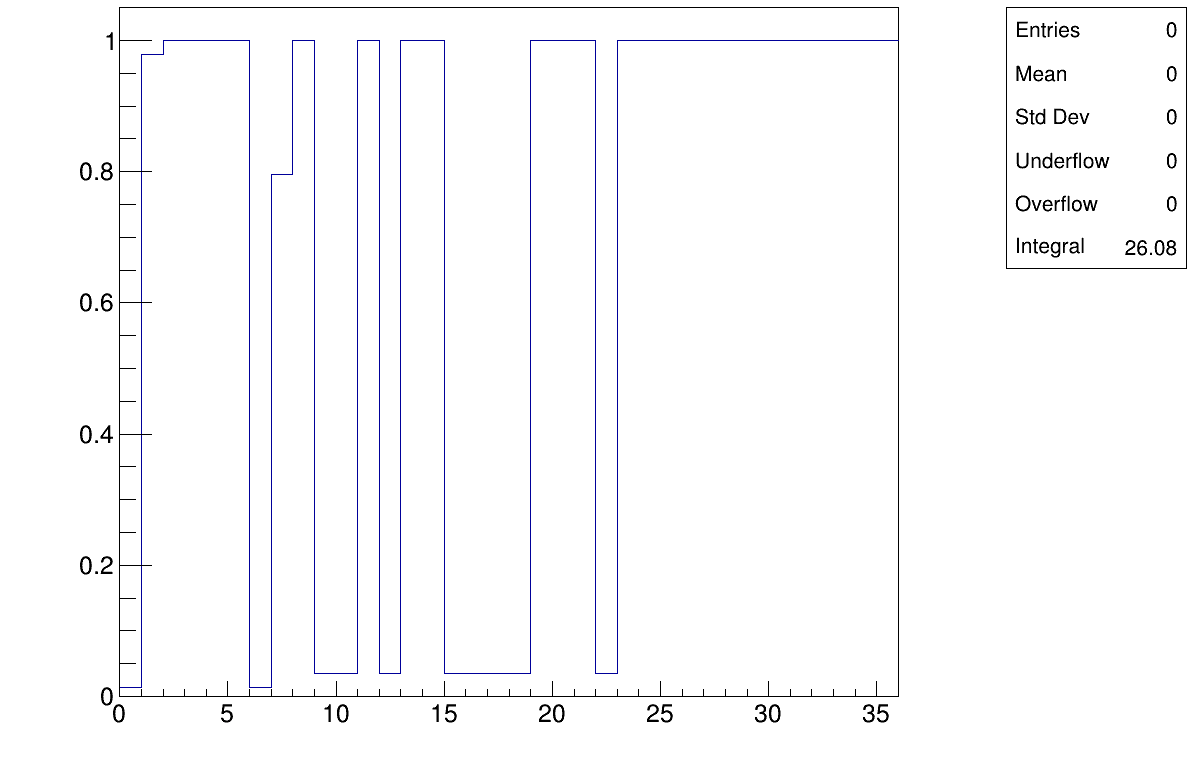 1
0.8
0.6
0.4
0.2
0
0 5 10 15 20 25 30 35
Entries 0
Mean 0
Std Dev 0
Underflow 0
Overflow 0
Integral 26.08